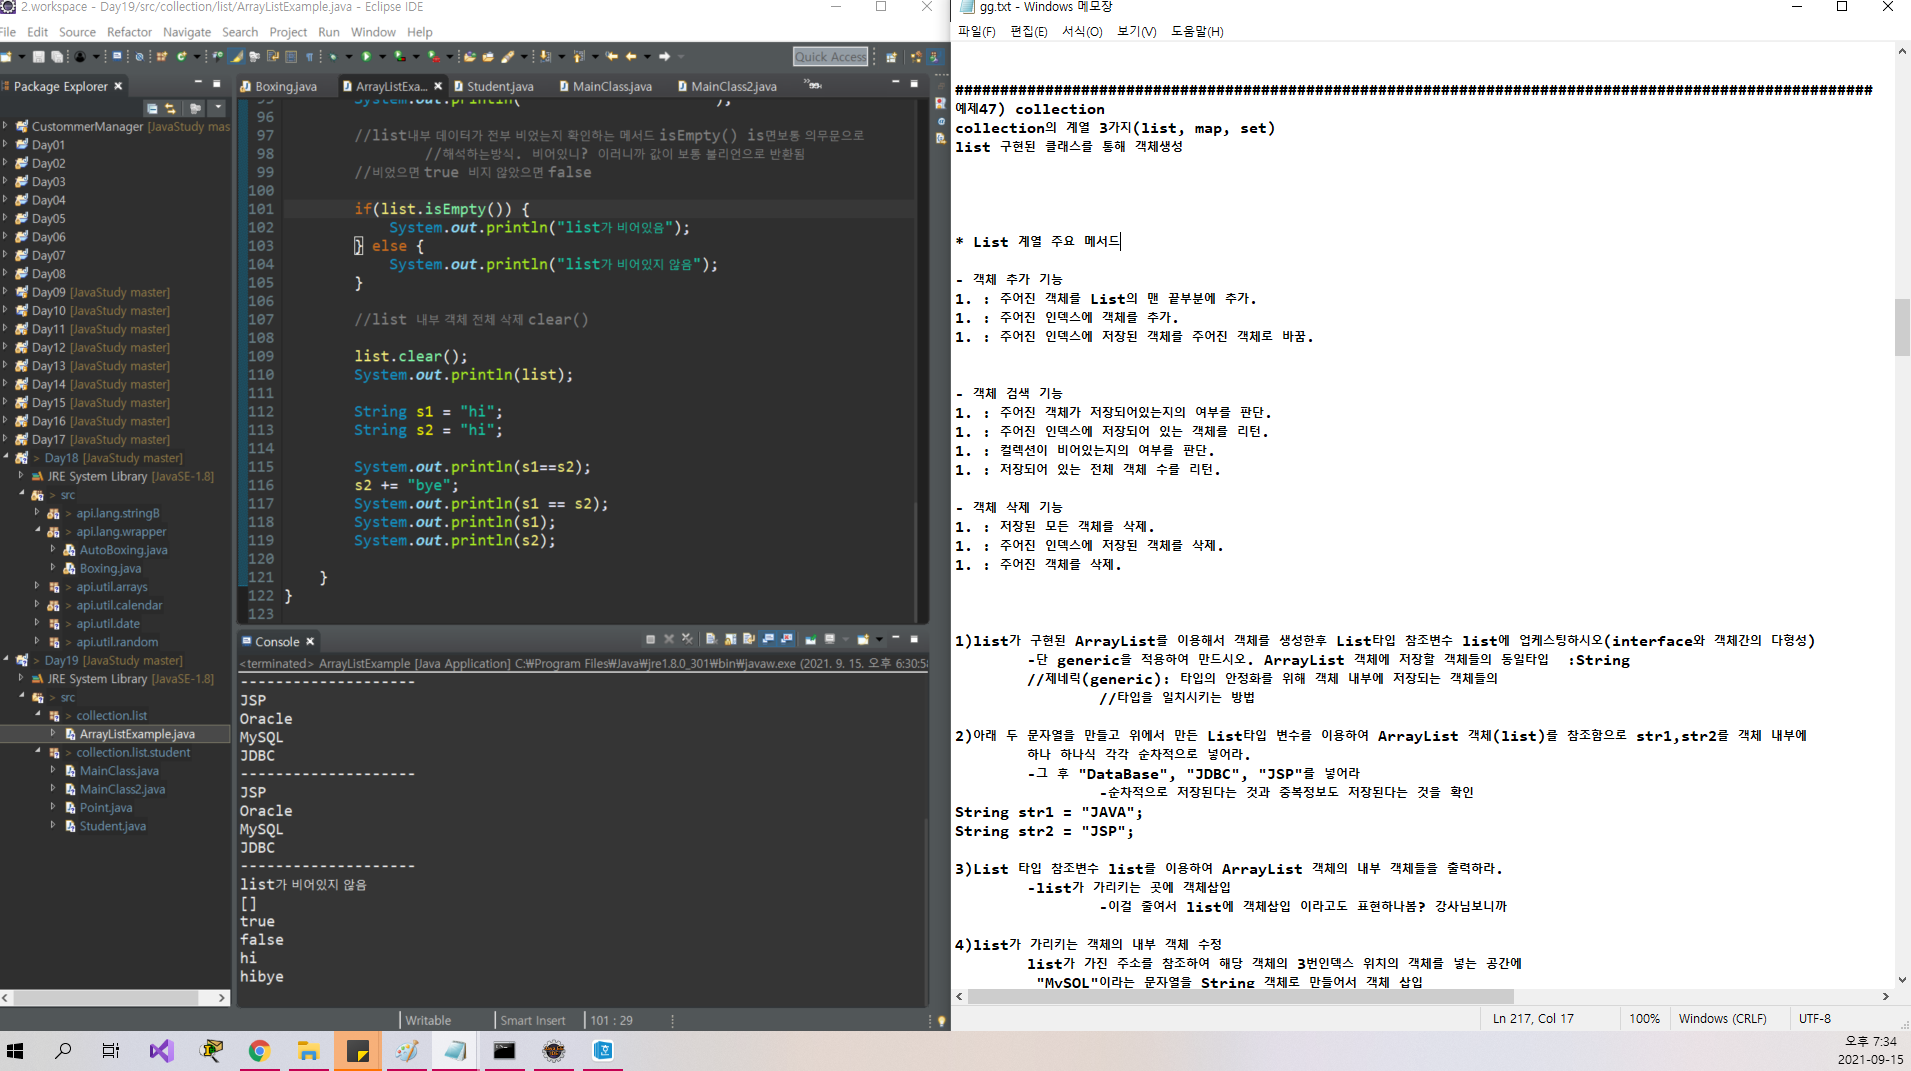 2.workspace - Day19/src/collection/list/ArrayListExample.java - Eclipse IDE
File Edit Source Refactor Navigate Search Project Run Window Help
Quick Access
Package Explorer
CustommerManager [JavaStudy mas
Day01
Day02
Day03
Day04
Day05
Day06
Day07
Day08
Day09 [JavaStudy master]
Day10 [JavaStudy master]
Day11 [JavaStudy master]
Day12 [JavaStudy master]
Day13 [JavaStudy master]
Day14 [JavaStudy master]
Day15 [JavaStudy master]
Day16 [JavaStudy master]
Day17 [JavaStudy master]
> Day18 [JavaStudy master]
JRE System Library [JavaSE-1.8]
> src
> api.lang.stringB
> api.lang.wrapper
> AutoBoxing.java
> Boxing.java
> api.util.arrays
> api.util.calendar
> api.util.date
> api.util.random
> Day19 [JavaStudy master]
JRE System Library [JavaSE-1.8]
> src
> collection.list
> ArrayListExample.java
> collection.list.student
MainClass.java
MainClass2.java
Point.java
Student.java
Boxing.java ArrayListExa... Student.java MainClass.java MainClass2.java
96
97 //list내부 데이터가 전부 비었는지 확인하는 메서드 isEmpty() is면보통 의무문으로
98 //해석하는방식. 비어있니? 이러니까 값이 보통 불리언으로 반환됨
99 //비었으면 true 비지 않았으면 false
100
101 if(list.isEmpty()) {
102 System.out.println("list가 비어있음");
103 } else {
104 System.out.println("list가 비어있지 않음");
105 }
106
107 //list 내부 객체 전체 삭제 clear()
108
109 list.clear();
110 System.out.println(list);
111
112 String s1 = "hi";
113 String s2 = "hi";
114
115 System.out.println(s1==s2);
116 s2 += "bye";
117 System.out.println(s1 == s2);
118 System.out.println(s1);
119 System.out.println(s2);
120
121 }
122 }
123
Console
<terminated> ArrayListExample [Java Application] C:₩Program Files₩Java₩jre1.8.0_301₩bin₩javaw.exe (2021. 9. 15. 오후 6:30:58
--------------------
JSP
Oracle
MySQL
JDBC
--------------------
JSP
Oracle
MySQL
JDBC
--------------------
list가 비어있지 않음
[]
true
false
hi
hibye
Writable Smart Insert 101 : 29
gg.txt - Windows 메모장
파일(F) 편집(E) 서식(O) 보기(V) 도움말(H)
######################################################################################################
예제47) collection
collection의 계열 3가지(list, map, set)
list 구현된 클래스를 통해 객체생성
* List 계열 주요 메서드
- 객체 추가 기능
1. : 주어진 객체를 List의 맨 끝부분에 추가.
1. : 주어진 인덱스에 객체를 추가.
1. : 주어진 인덱스에 저장된 객체를 주어진 객체로 바꿈.
- 객체 검색 기능
1. : 주어진 객체가 저장되어있는지의 여부를 판단.
1. : 주어진 인덱스에 저장되어 있는 객체를 리턴.
1. : 컬렉션이 비어있는지의 여부를 판단.
1. : 저장되어 있는 전체 객체 수를 리턴.
- 객체 삭제 기능
1. : 저장된 모든 객체를 삭제.
1. : 주어진 인덱스에 저장된 객체를 삭제.
1. : 주어진 객체를 삭제.
1)list가 구현된 ArrayList를 이용해서 객체를 생성한후 List타입 참조변수 list에 업케스팅하시오(interface와 객체간의 다형성)
-단 generic을 적용하여 만드시오. ArrayList 객체에 저장할 객체들의 동일타입 :String
//제네릭(generic): 타입의 안정화를 위해 객체 내부에 저장되는 객체들의
//타입을 일치시키는 방법
2)아래 두 문자열을 만들고 위에서 만든 List타입 변수를 이용하여 ArrayList 객체(list)를 참조함으로 str1,str2를 객체 내부에
하나 하나식 각각 순차적으로 넣어라.
-그 후 "DataBase", "JDBC", "JSP"를 넣어라
-순차적으로 저장된다는 것과 중복정보도 저장된다는 것을 확인
String str1 = "JAVA";
String str2 = "JSP";
3)List 타입 참조변수 list를 이용하여 ArrayList 객체의 내부 객체들을 출력하라.
-list가 가리키는 곳에 객체삽입
-이걸 줄여서 list에 객체삽입 이라고도 표현하나봄? 강사님보니까
4)list가 가리키는 객체의 내부 객체 수정
list가 가진 주소를 참조하여 해당 객체의 3번인덱스 위치의 객체를 넣는 공간에
"MySQL"이라는 문자열을 String 객체로 만들어서 객체 삽입
Ln 217, Col 17 100% Windows (CRLF) UTF-8
오후 7:34
2021-09-15